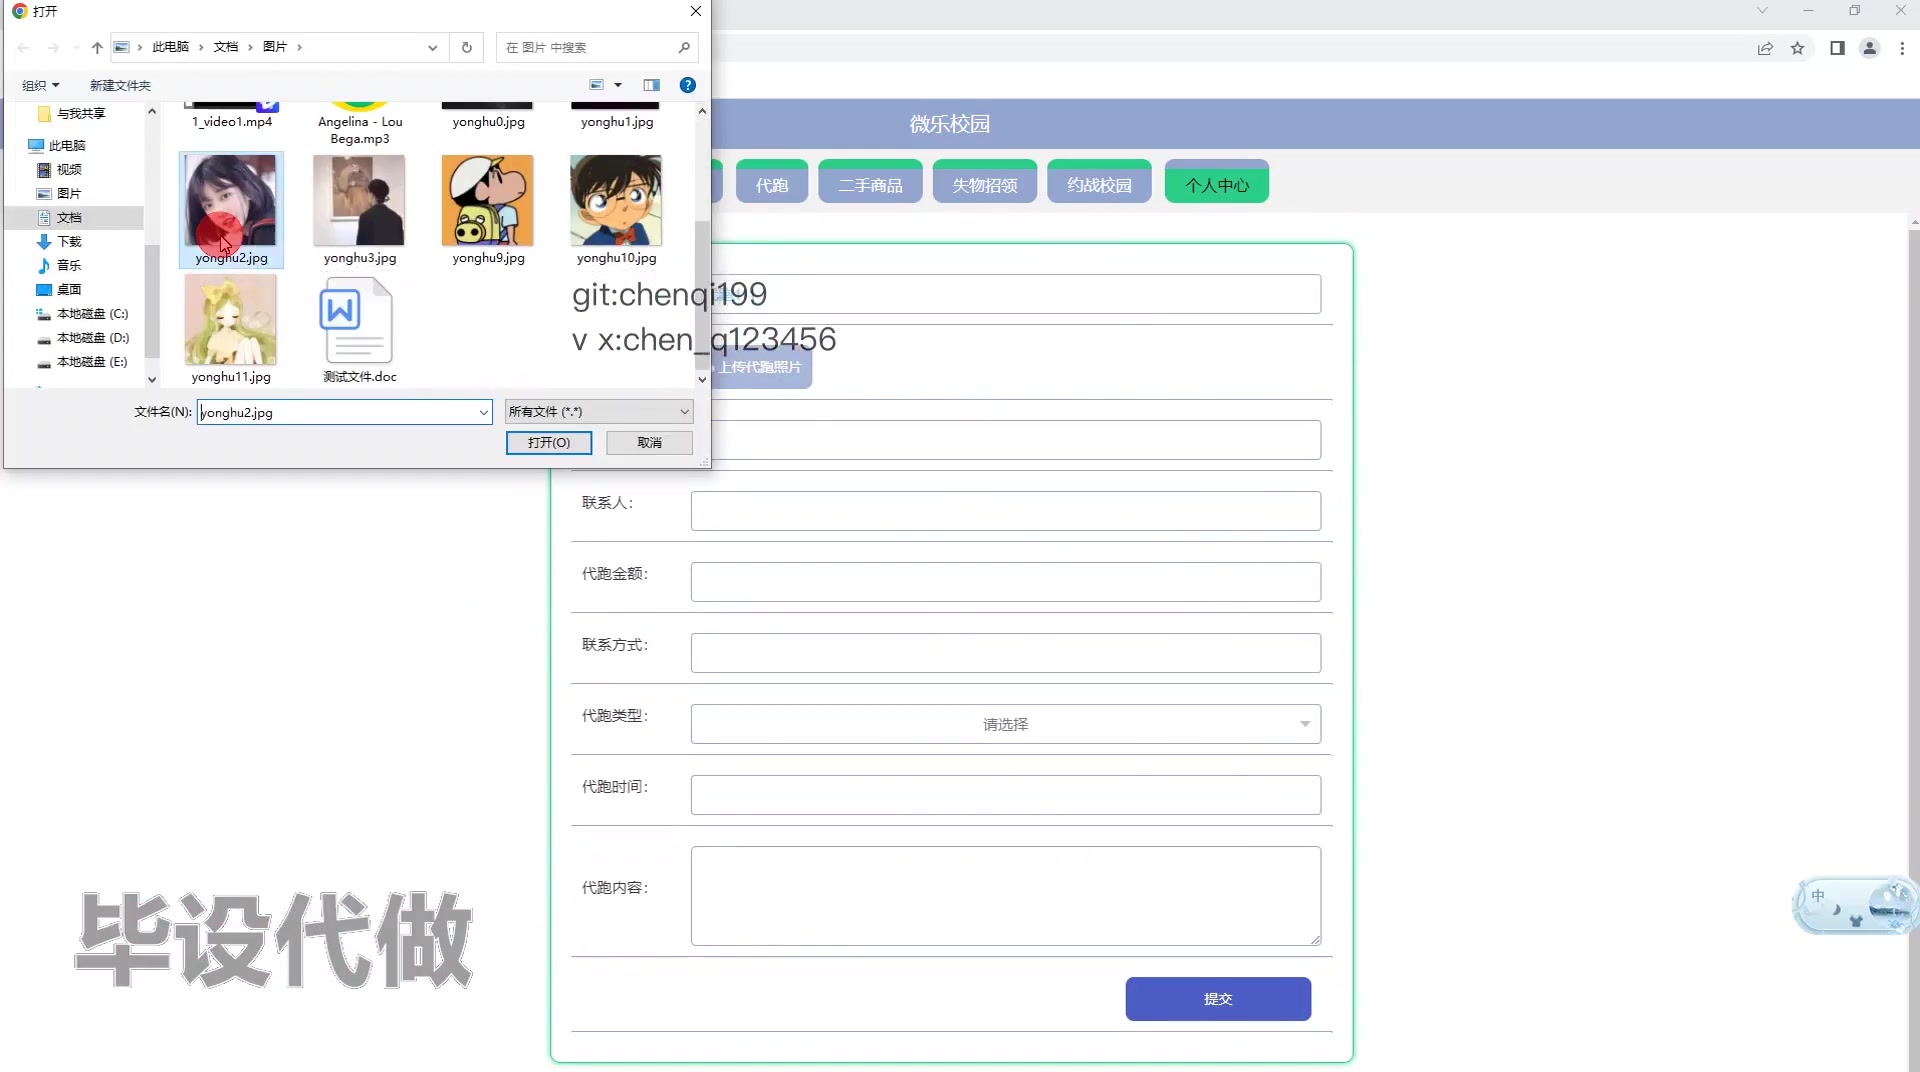 打开
此电脑 文档 图片
在 图片 中搜索
组织 新建文件夹
与我共享
此电脑
视频
图片
文档
下载
音乐
桌面
本地磁盘 (C:)
本地磁盘 (D:)
本地磁盘 (E:)
1_video1.mp4
Angelina - Lou
Bega.mp3
yonghu0.jpg
yonghu1.jpg
yonghu2.jpg
yonghu3.jpg
yonghu9.jpg
yonghu10.jpg
yonghu11.jpg
测试文件.doc
文件名(N): yonghu2.jpg
所有文件 (*.*)
打开(O) 取消
微乐校园
代跑 二手商品 失物招领 约战校园 个人中心
git:chenqi199
v x:chen_q123456
上传代跑照片
联系人：
代跑金额：
联系方式：
代跑类型： 请选择
代跑时间：
代跑内容：
提交
毕设代做
中